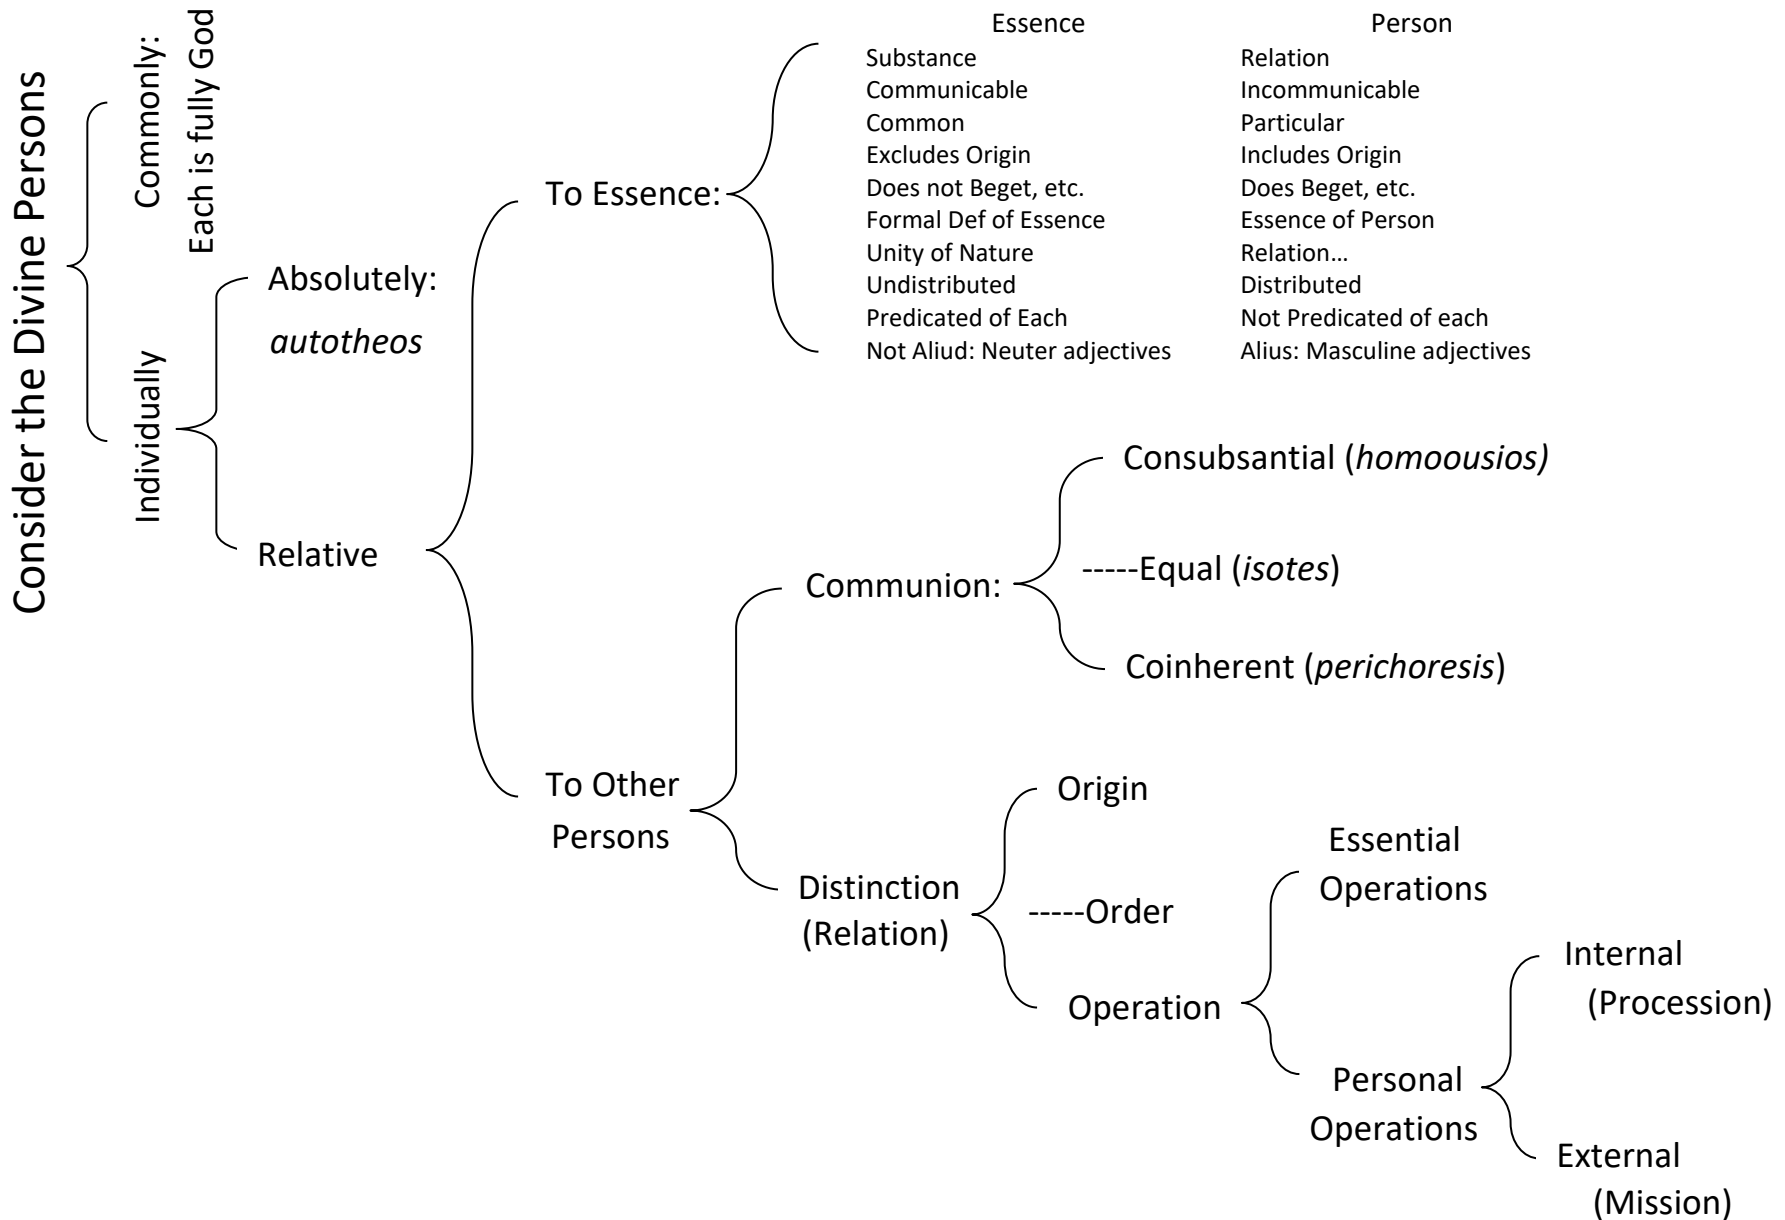 Consider the Divine Persons
Commonly:
Each is fully God
Individually
Absolutely:
autotheos
Relative
To Essence:
Essence Person
Substance Relation
Communicable Incommunicable
Common Particular
Excludes Origin Includes Origin
Does not Beget, etc. Does Beget, etc.
Formal Def of Essence Essence of Person
Unity of Nature Relation…
Undistributed Distributed
Predicated of Each Not Predicated of each
Not Aliud: Neuter adjectives Alius: Masculine adjectives
To Other
Persons
Communion:
Consubsantial (homoousios)
-----Equal (isotes)
Coinherent (perichoresis)
Distinction
(Relation)
Origin
-----Order
Operation
Essential
Operations
Personal
Operations
Internal
(Procession)
External
(Mission)